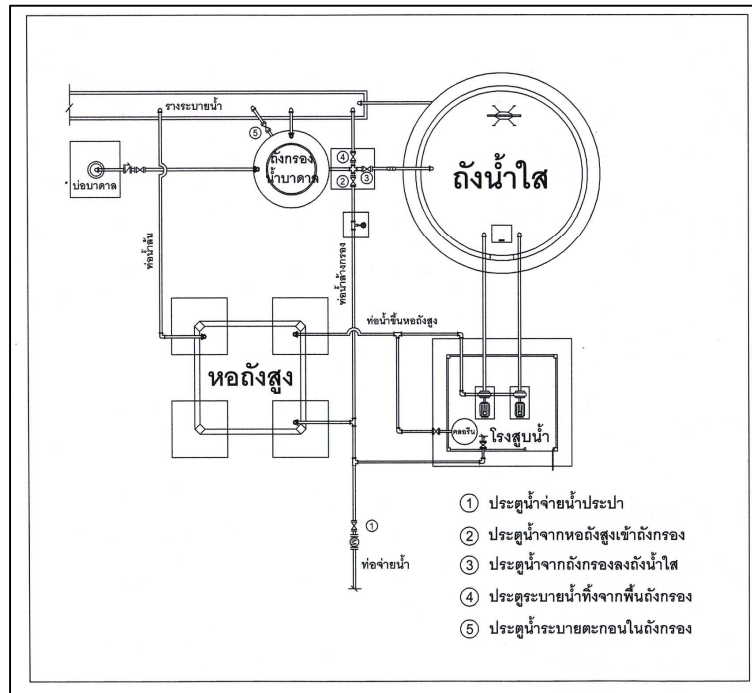 รางระบายน้ำ
⑤
④
ถังกรอง
น้ำบาดาล
②
③
ถังน้ำใส
บ่อบาดาล
ท่อน้ำล้น
ท่อน้ำล้างกรอง
ท่อน้ำขึ้นหอถังสูง
หอถังสูง
คลอรีน
โรงสูบน้ำ
①
ท่อจ่ายน้ำ
① ประตูน้ำจ่ายน้ำประปา
② ประตูน้ำจากหอถังสูงเข้าถังกรอง
③ ประตูน้ำจากถังกรองลงถังน้ำใส
④ ประตูระบายน้ำทิ้งจากพื้นถังกรอง
⑤ ประตูน้ำระบายตะกอนในถังกรอง